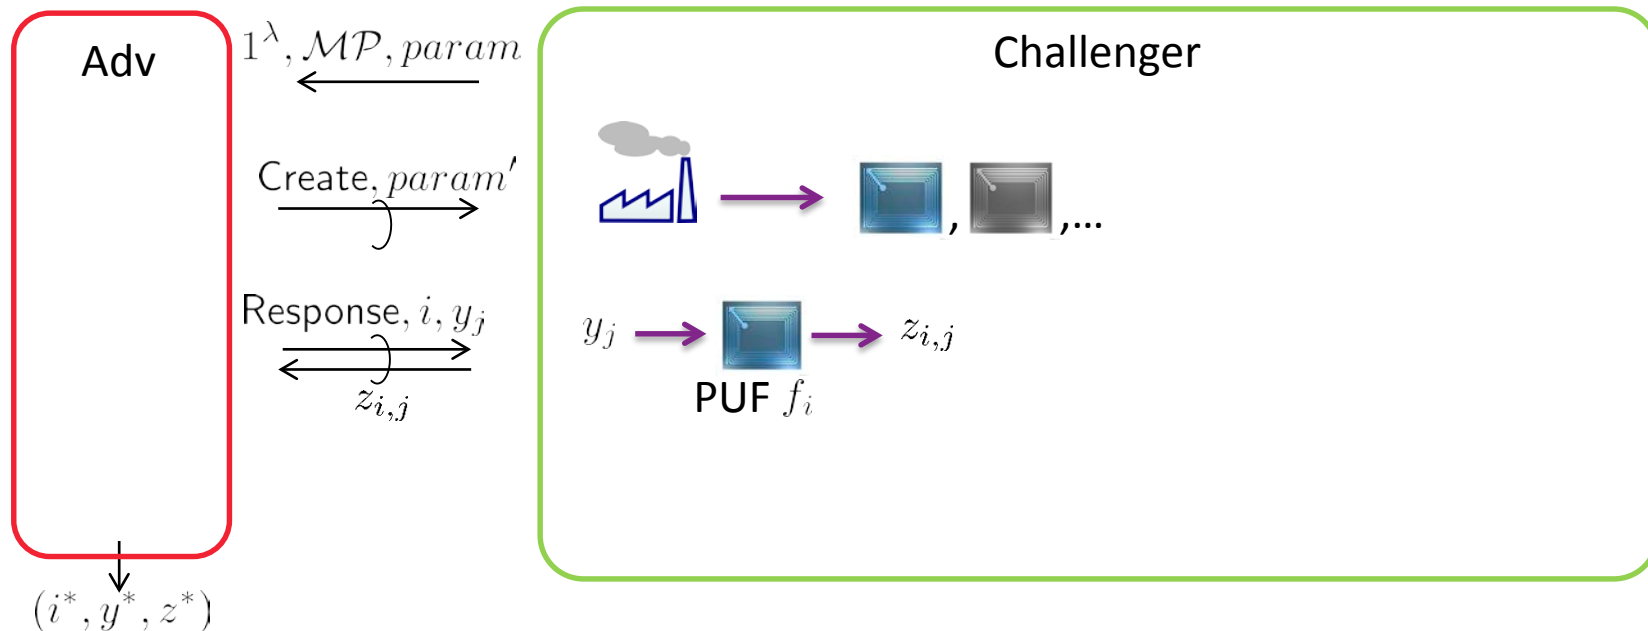 Adv
Challenger
1^λ, 𝓜𝓟, param
Create, param′
, ,...
Response, i, y_j
z_{i,j}
y_j
z_{i,j}
PUF f_i
(i*, y*, z*)